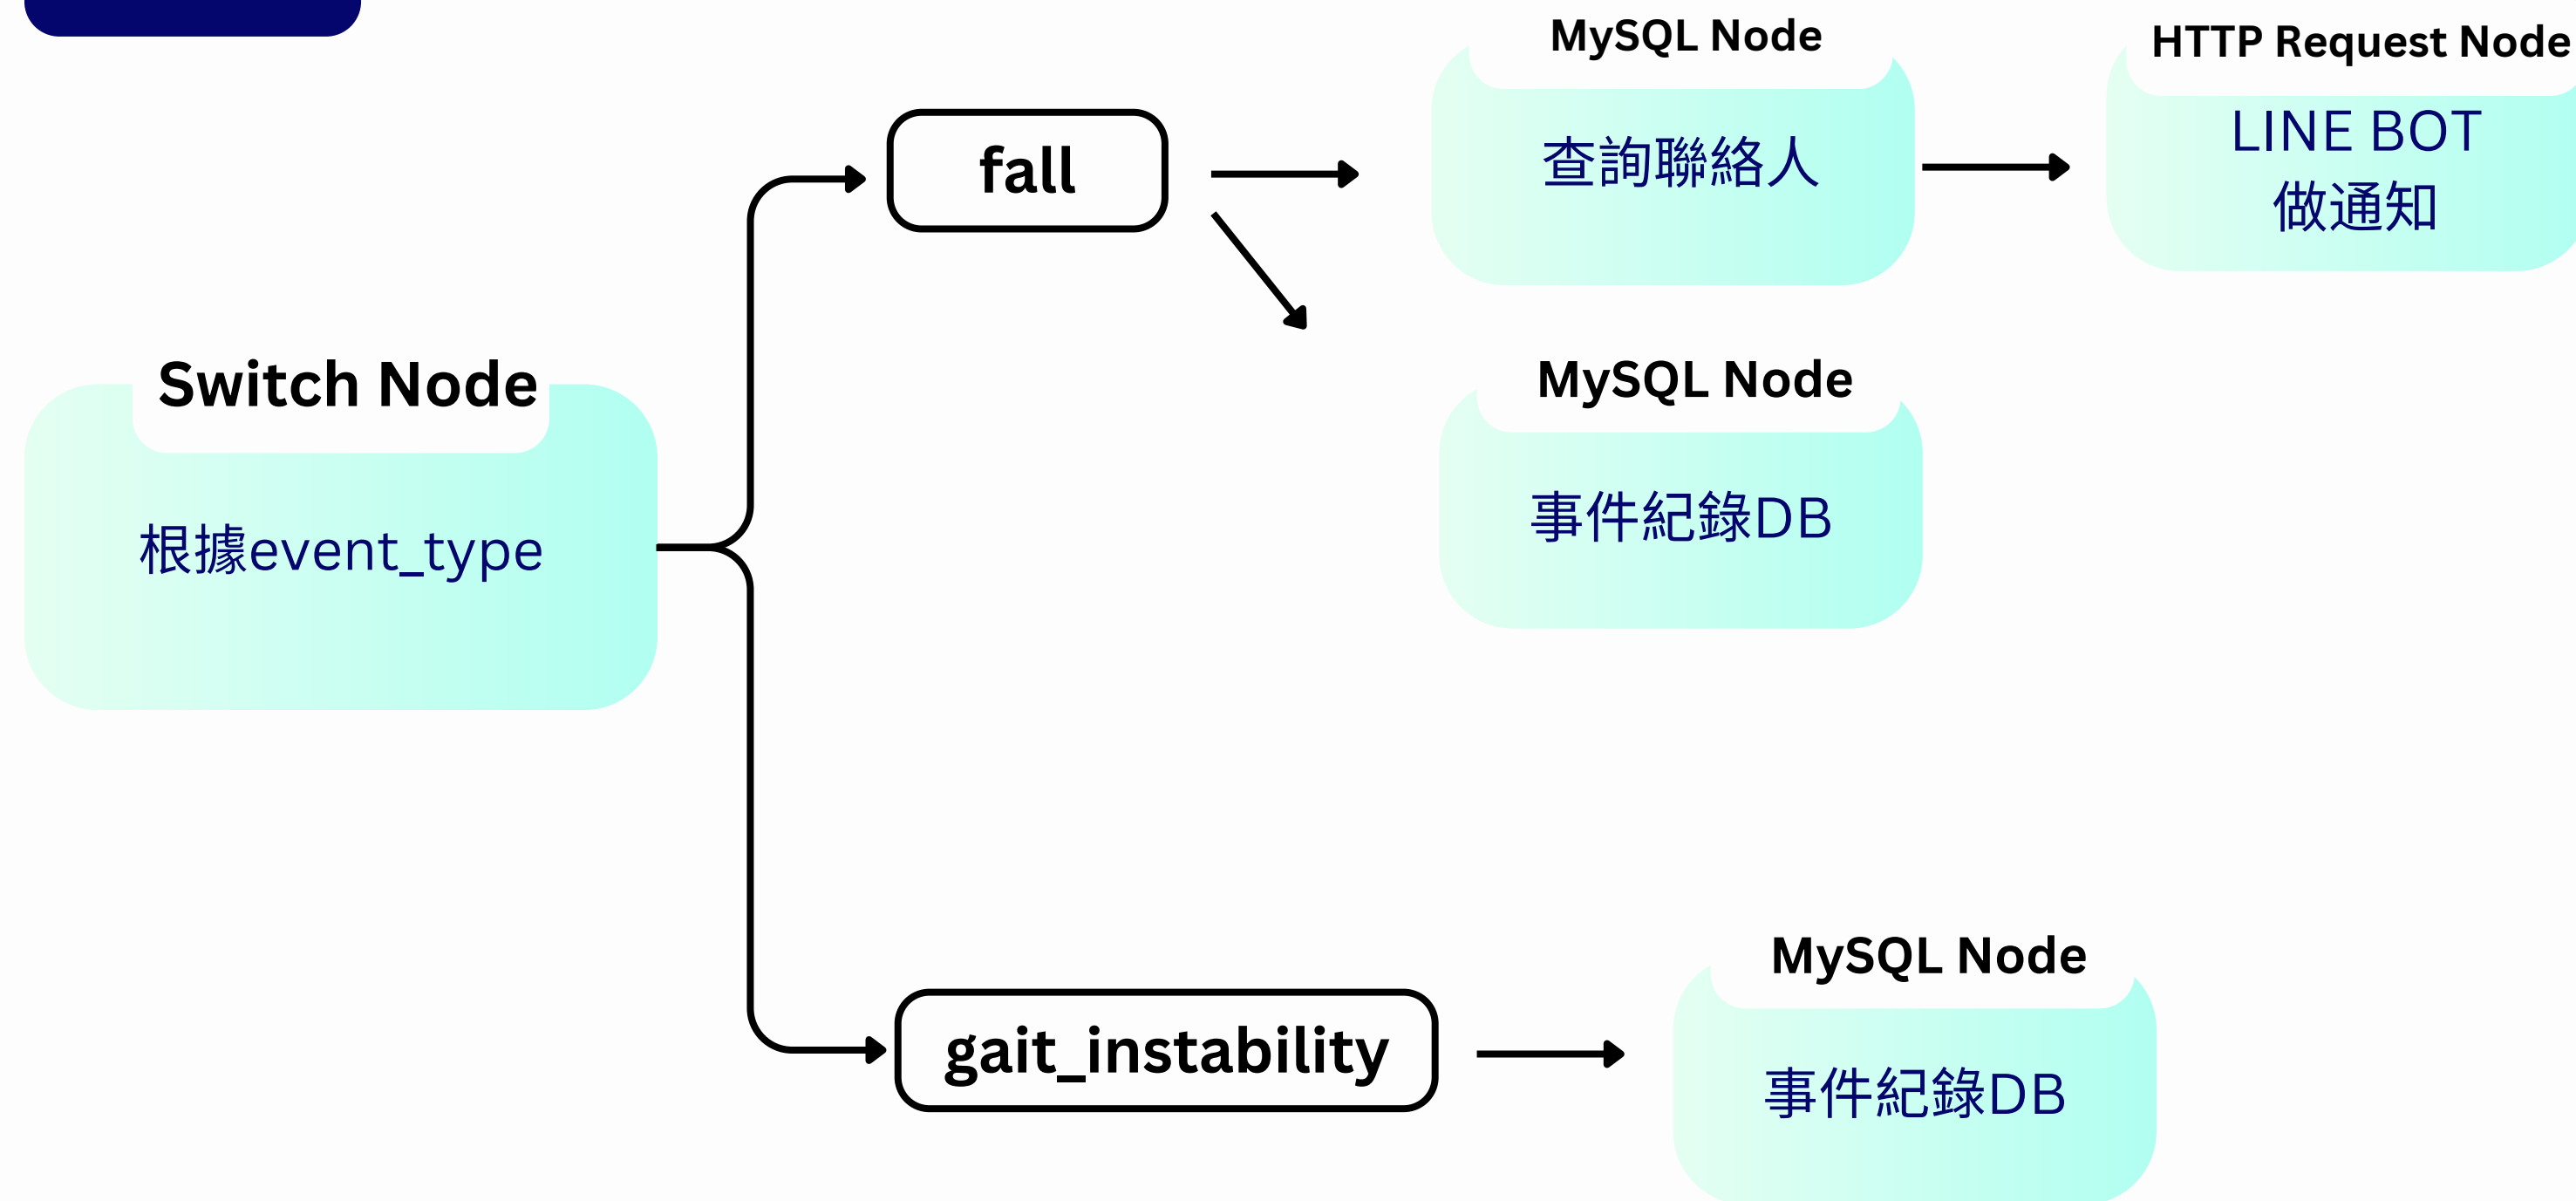 MySQL Node
HTTP Request Node
fall
查詢聯絡人
LINE BOT
做通知
Switch Node
根據event_type
MySQL Node
事件紀錄DB
gait_instability
MySQL Node
事件紀錄DB